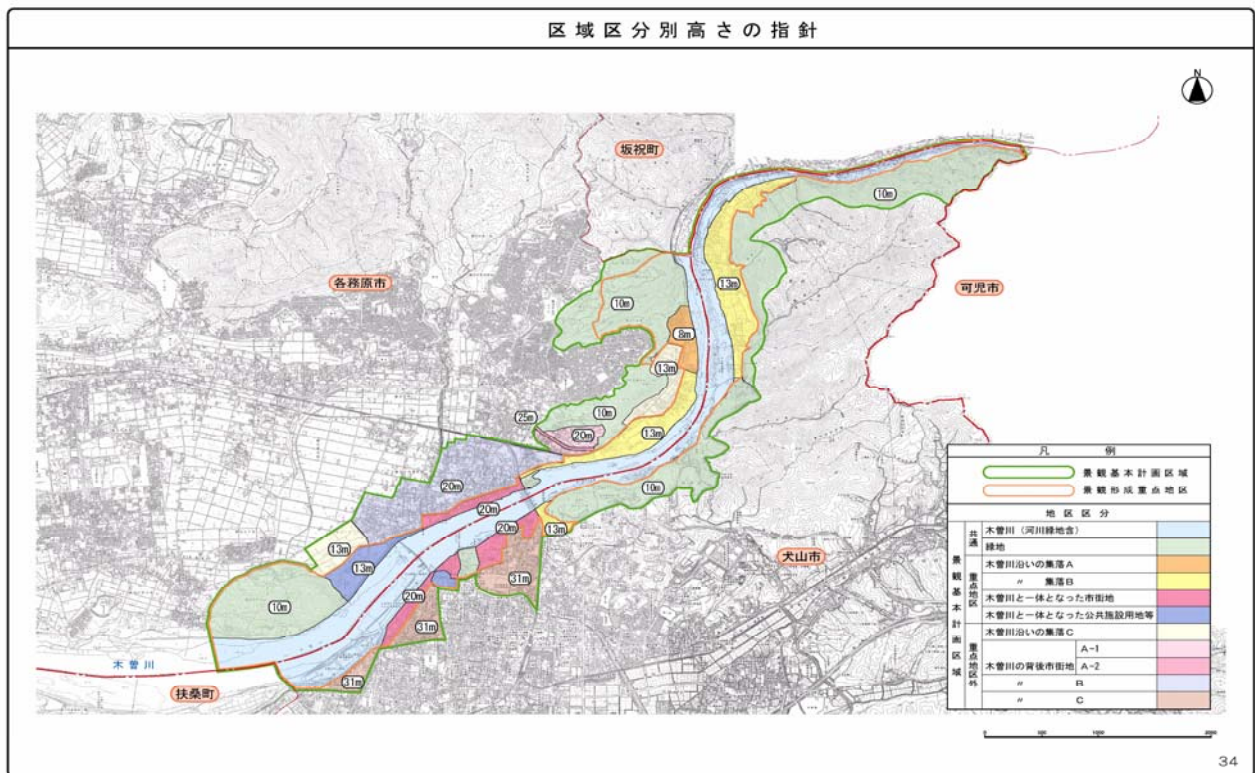 区域区分別高さの指針
N
坂祝町
10m
各務原市
可児市
13m
10m
8m
13m
25m
10m
20m
13m
20m
10m
20m
20m
13m
犬山市
13m
13m
31m
20m
10m
31m
木曽川
31m
扶桑町
凡 例
景観基本計画区域
景観形成重点地区
地区区分
景観基本計画区域
共通
木曽川(河川緑地含)
緑地
重点地区
木曽川沿いの集落A
〃 集落B
木曽川と一体となった市街地
木曽川と一体となった公共施設用地等
重点地区外
木曽川沿いの集落C
木曽川の背後市街地
A-1
A-2
〃 B
〃 C
0 500 1000 2000
34